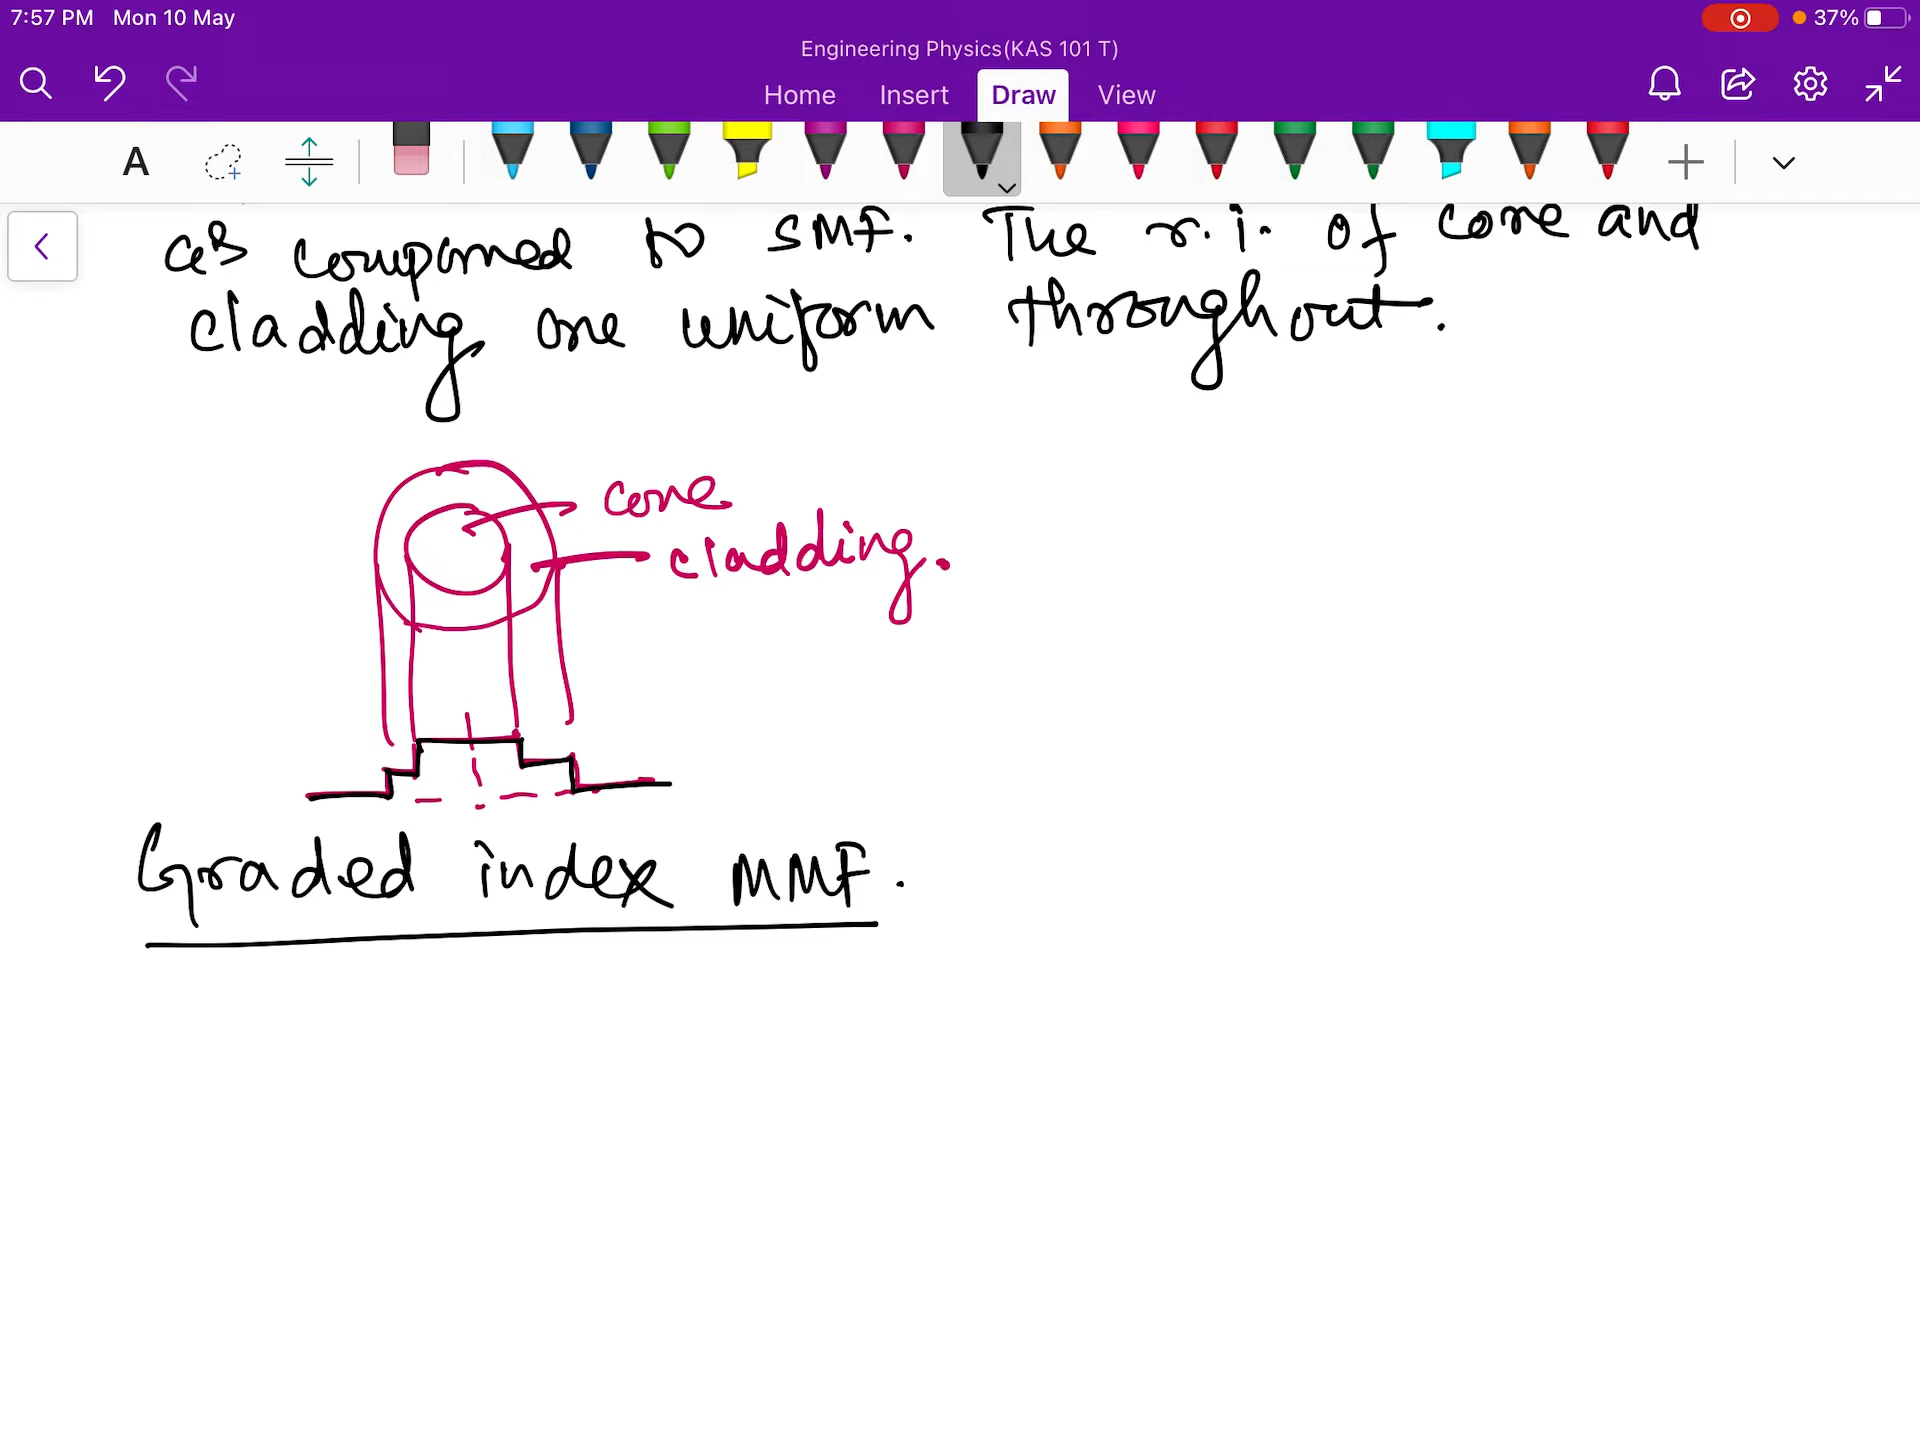 7:57 PM Mon 10 May
37%
Engineering Physics(KAS 101 T)
Home Insert Draw View
A
as compared to SMF. The r.i. of core and
cladding are uniform throughout.
core
cladding.
Graded index MMF.